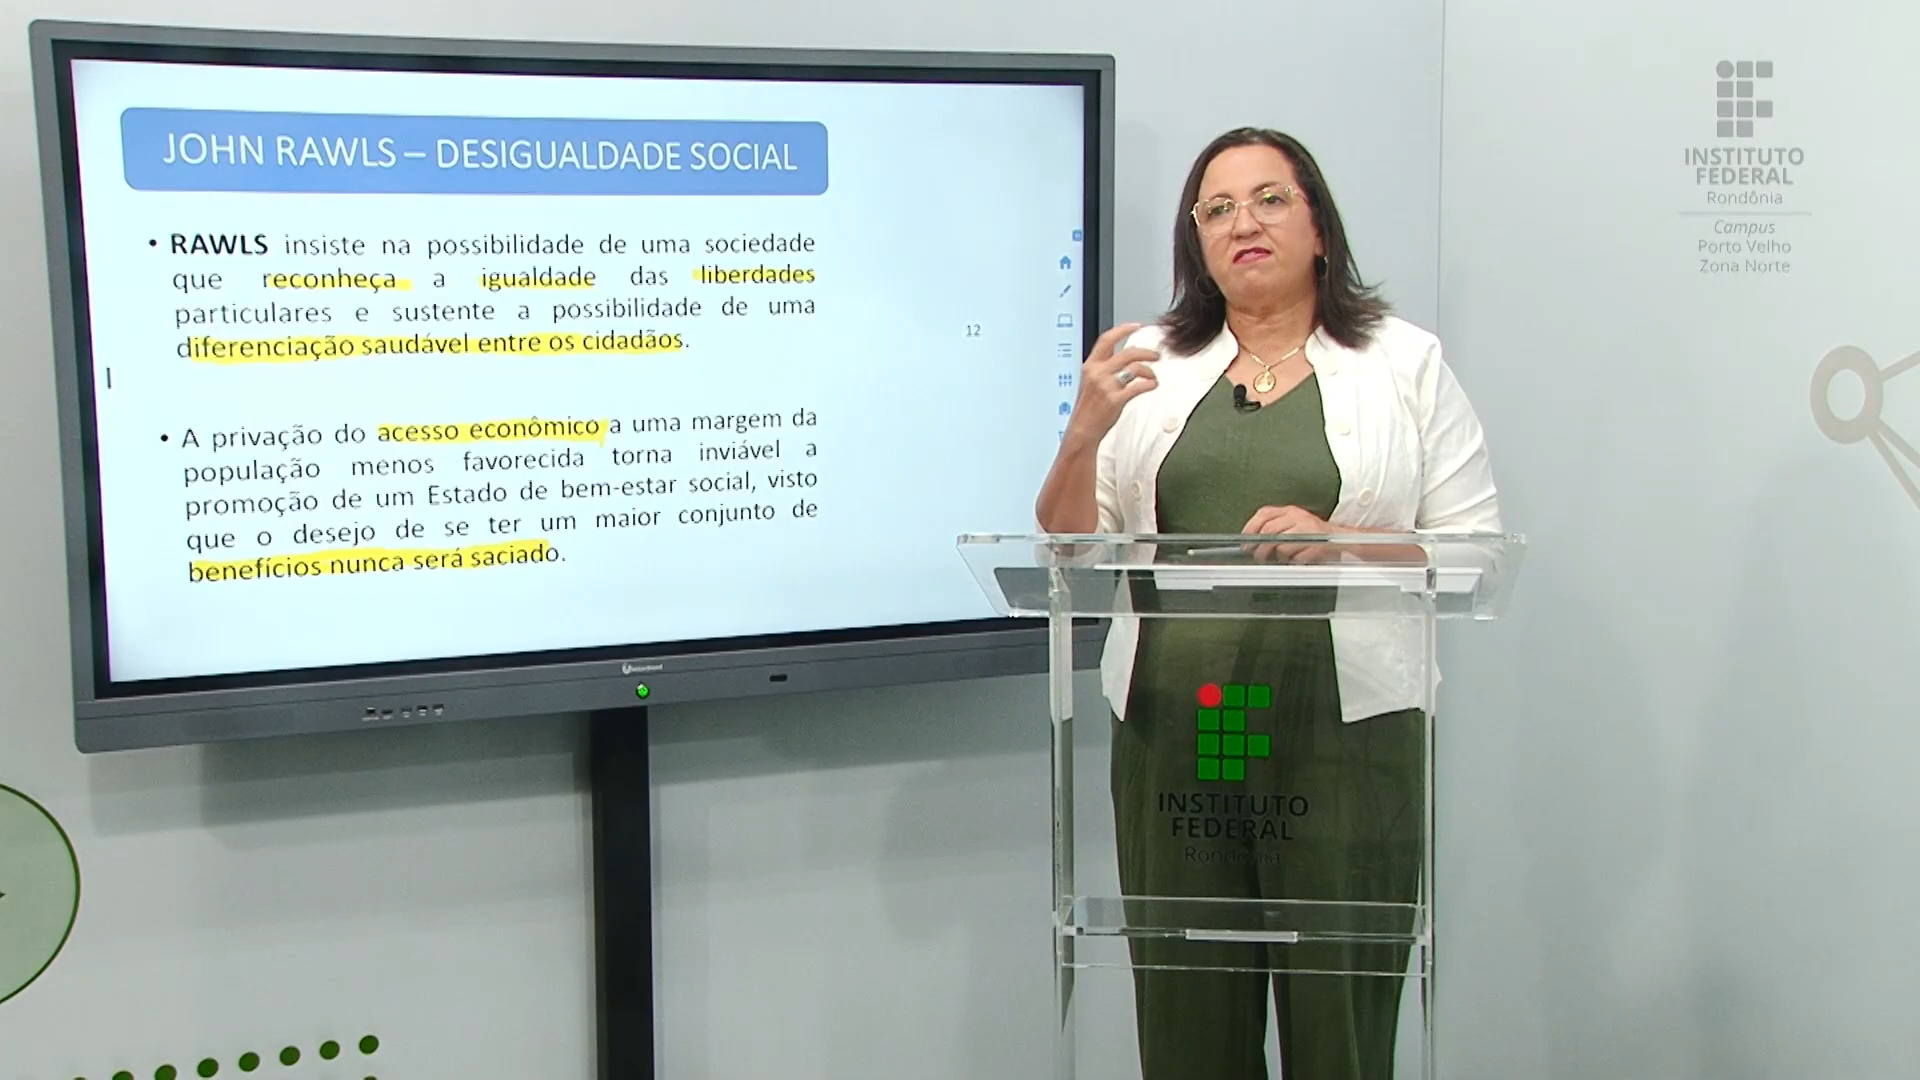 JOHN RAWLS – DESIGUALDADE SOCIAL
• RAWLS insiste na possibilidade de uma sociedade
que reconheça a igualdade das liberdades
particulares e sustente a possibilidade de uma
diferenciação saudável entre os cidadãos.
• A privação do acesso econômico a uma margem da
população menos favorecida torna inviável a
promoção de um Estado de bem-estar social, visto
que o desejo de se ter um maior conjunto de
benefícios nunca será saciado.
12
INSTITUTO
FEDERAL
Rondônia
Campus
Porto Velho
Zona Norte
INSTITUTO
FEDERAL
Rondônia